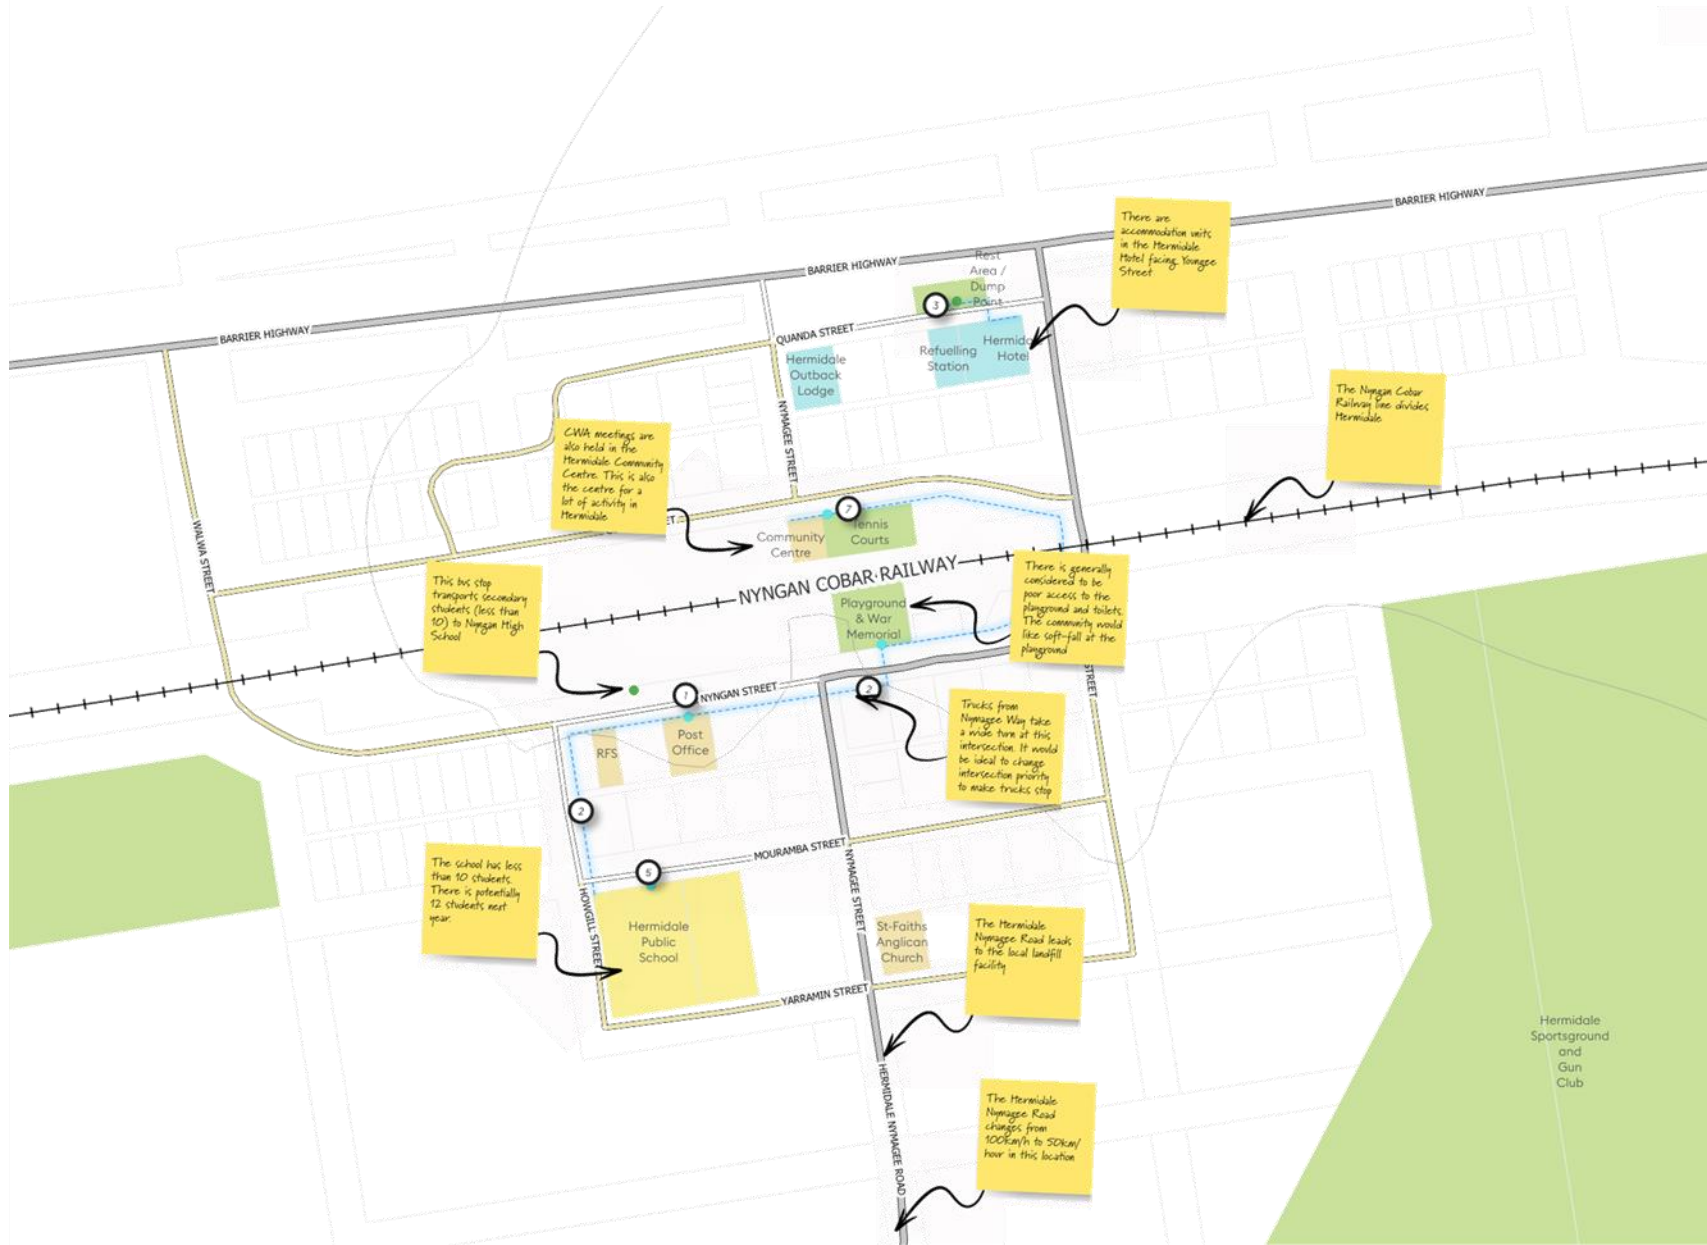 BARRIER HIGHWAY
There are
accommodation units
in the Hermidale
Hotel facing Yoongee
Street
BARRIER HIGHWAY
Rest
Area /
Dump
Point
3
BARRIER HIGHWAY
QUANDA STREET
Hermidale
Outback
Lodge
Refuelling
Station
Hermida
Hotel
The Nyngan Cobar
Railway line divides
Hermidale
NYMAGEE STREET
CWA meetings are
also held in the
Hermidale Community
Centre. This is also
the centre for a
lot of activity in
Hermidale
ET
7
Tennis
Courts
Community
Centre
WALWA STREET
NYNGAN COBAR RAILWAY
This bus stop
transports secondary
students (less than
10) to Nyngan High
School
Playground
& War
Memorial
There is generally
considered to be
poor access to the
playground and toilets.
The community would
like soft-fall at the
playground
STREET
1
NYNGAN STREET
2
Trucks from
Nymagee Way take
a wide turn at this
intersection. It would
be ideal to change
intersection priority
to make trucks stop
RFS
Post
Office
2
MOURAMBA STREET
5
The school has less
than 10 students.
There is potentially
12 students next
year.
HOWGILL STREET
Hermidale
Public
School
NYMAGEE STREET
St-Faiths
Anglican
Church
The Hermidale
Nymagee Road leads
to the local landfill
facility
YARRAMIN STREET
Hermidale
Sportsground
and
Gun
Club
HERMIDALE NYMAGEE ROAD
The Hermidale
Nymagee Road
changes from
100km/h to 50km/
hour in this location